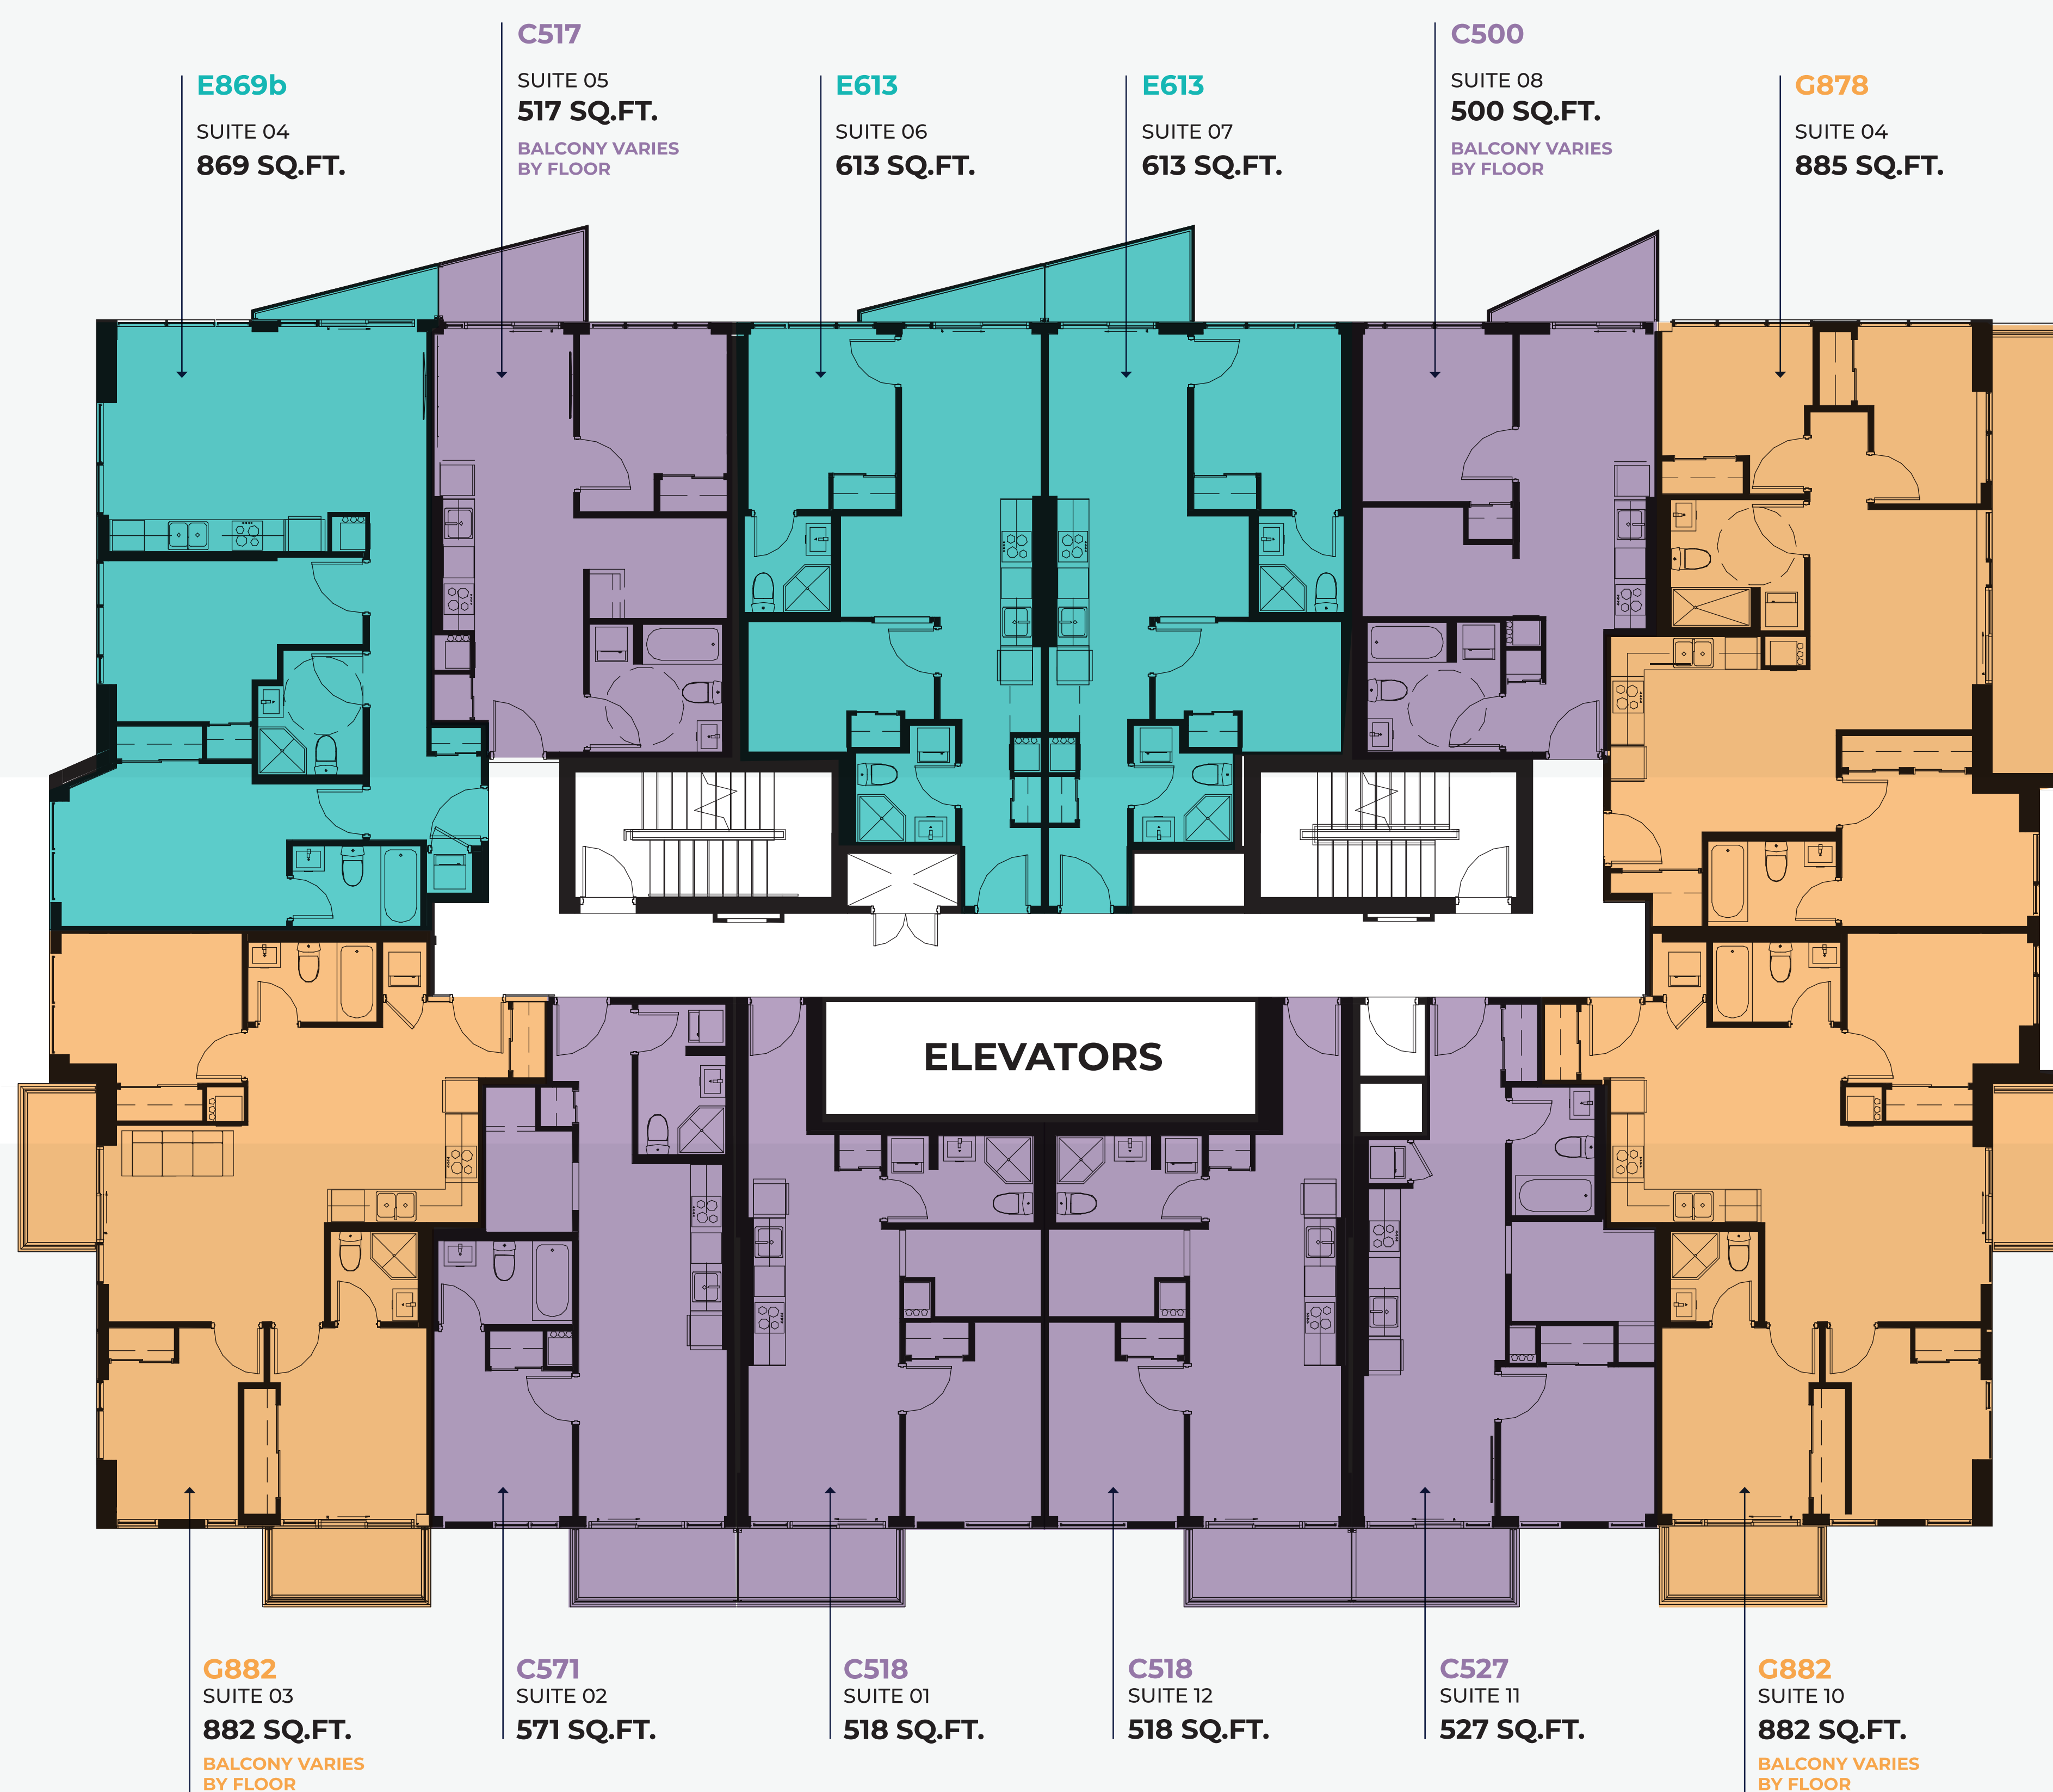 E869b
SUITE 04
869 SQ.FT.
C517
SUITE 05
517 SQ.FT.
BALCONY VARIES
BY FLOOR
E613
SUITE 06
613 SQ.FT.
E613
SUITE 07
613 SQ.FT.
C500
SUITE 08
500 SQ.FT.
BALCONY VARIES
BY FLOOR
G878
SUITE 04
885 SQ.FT.
ELEVATORS
G882
SUITE 03
882 SQ.FT.
BALCONY VARIES
BY FLOOR
C571
SUITE 02
571 SQ.FT.
C518
SUITE 01
518 SQ.FT.
C518
SUITE 12
518 SQ.FT.
C527
SUITE 11
527 SQ.FT.
G882
SUITE 10
882 SQ.FT.
BALCONY VARIES
BY FLOOR